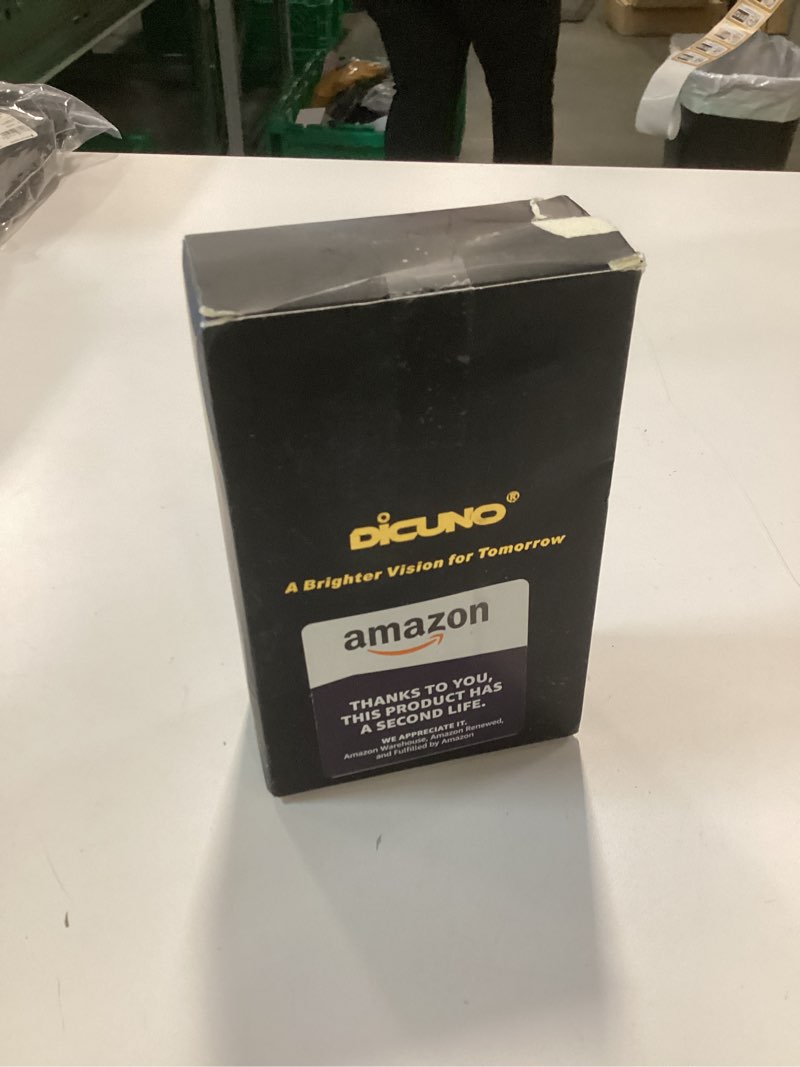 DiCUNO®
A Brighter Vision for Tomorrow
amazon
THANKS TO YOU,
THIS PRODUCT HAS
A SECOND LIFE.
WE APPRECIATE IT.
Amazon Warehouse, Amazon Renewed,
and Fulfilled by Amazon